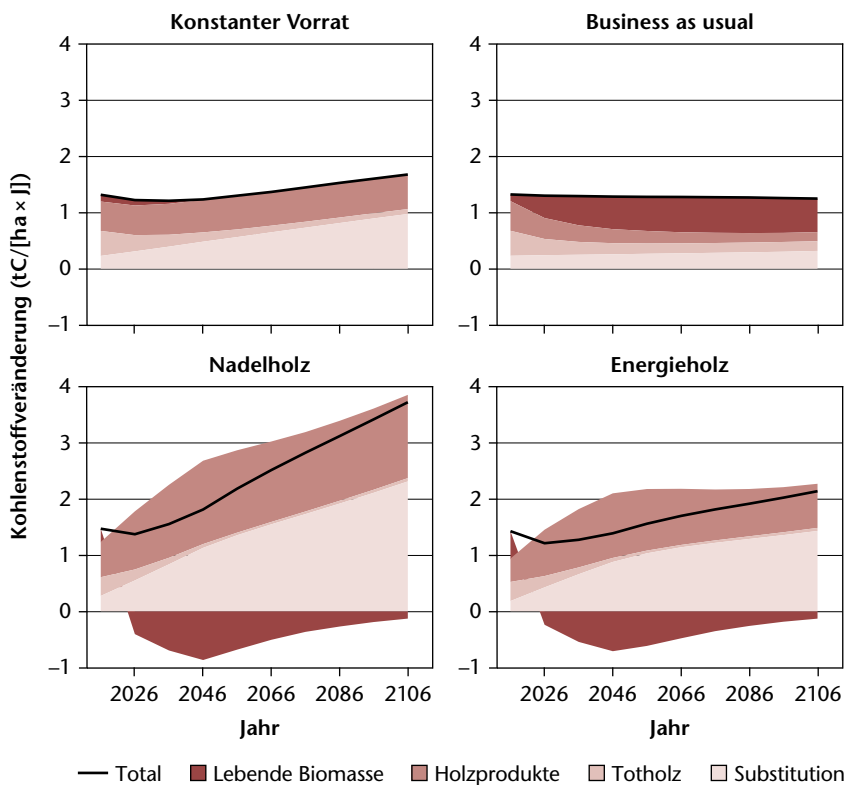 Konstanter Vorrat
Business as usual
4
3
2
1
0
–1
4
3
2
1
0
–1
Kohlenstoffveränderung (tC/[ha × J])
Nadelholz
Energieholz
4
3
2
1
0
–1
4
3
2
1
0
–1
2026 2046 2066 2086 2106
2026 2046 2066 2086 2106
Jahr
Jahr
Total Lebende Biomasse Holzprodukte Totholz Substitution